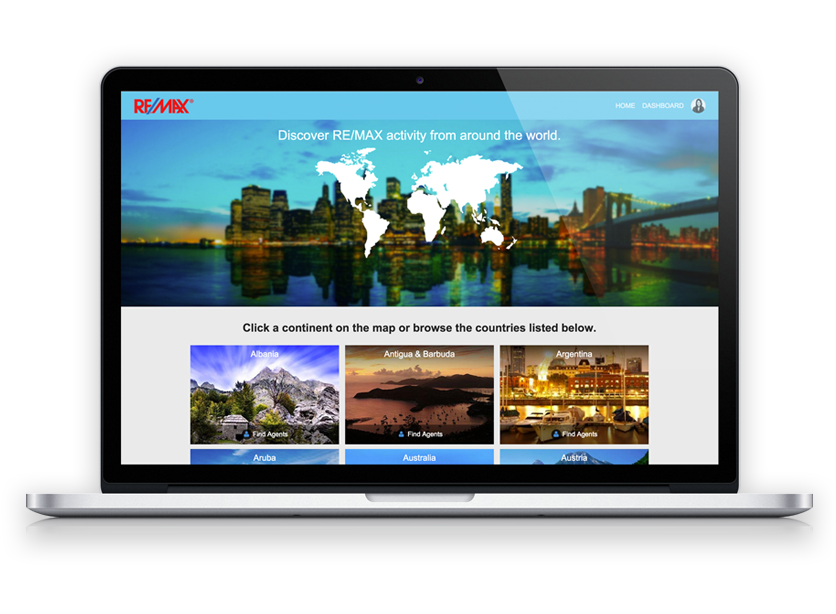 RE/MAX®
HOME DASHBOARD
Discover RE/MAX activity from around the world.
Click a continent on the map or browse the countries listed below.
Albania
Find Agents
Antigua & Barbuda
Find Agents
Argentina
Find Agents
Aruba
Australia
Austria